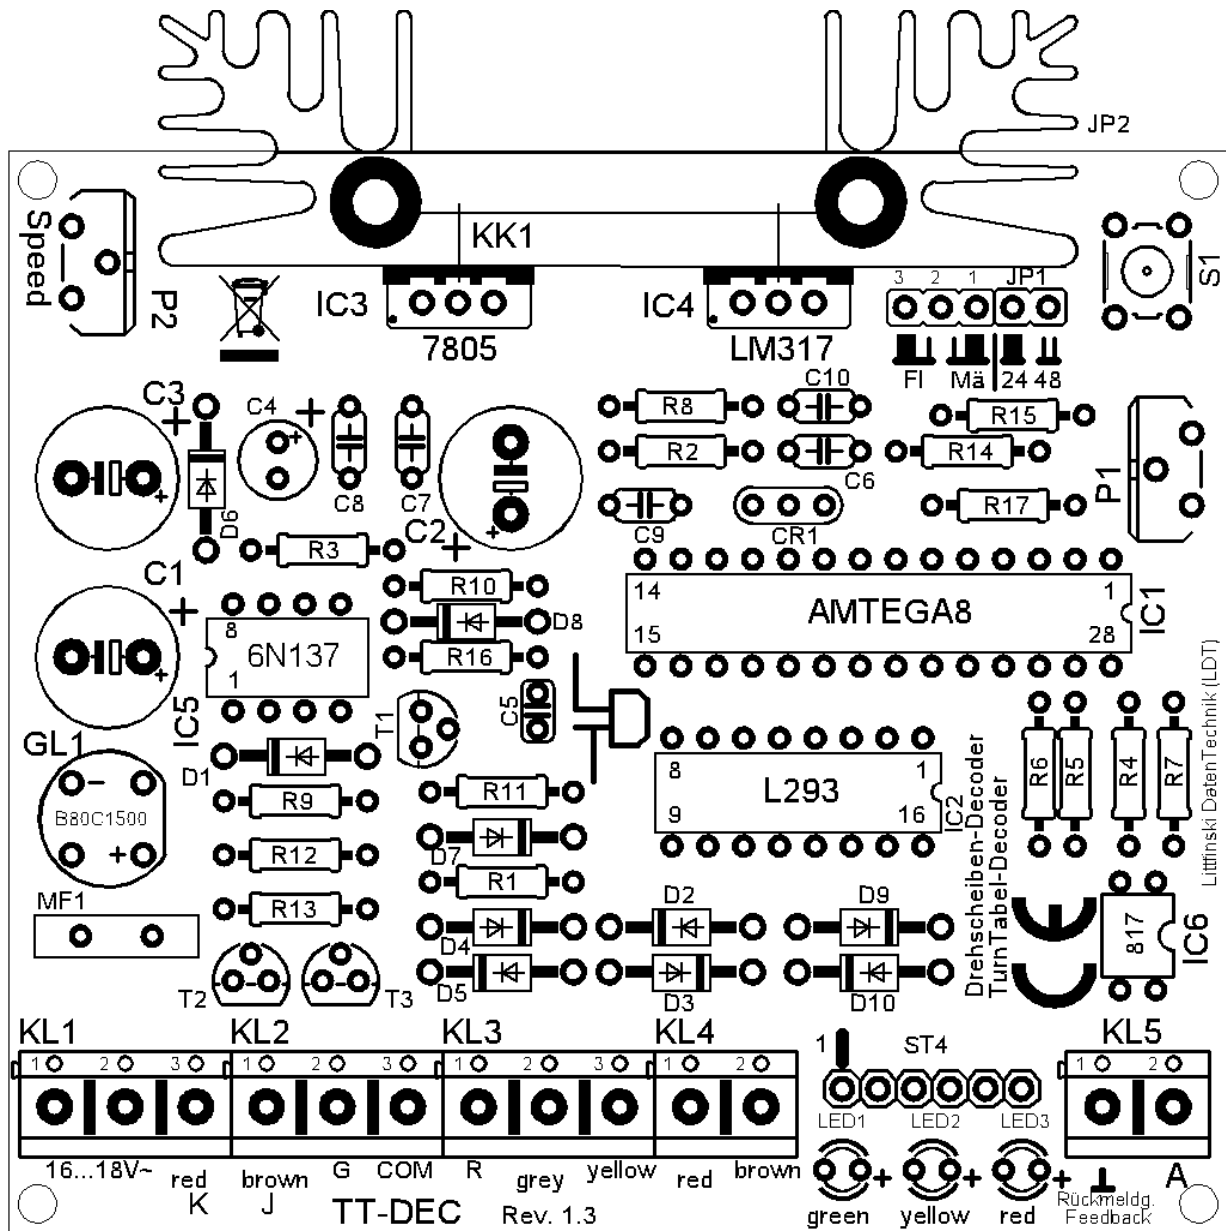 JP2
Speed
P2
KK1
IC3
7805
IC4
LM317
3 2 1
JP1
S1
Fl Mä 24 48
C3
+
D6
C4
+
C8
C7
C2
+
R8
C10
R2
C6
C9
CR1
R15
R14
R17
P1
R3
C1
+
8
6N137
1
IC5
R10
D8
R16
14 1
AMTEGA8
15 28
IC1
T1
C5
GL1
-
B80C1500
+
D1
R9
R12
R13
MF1
T2
T3
R11
D7
R1
D4
D5
8 1
L293
9 16
IC2
D2
D3
D9
D10
Drehscheiben-Decoder
TurnTabel-Decoder
R6
R5
R4
R7
Littfinski DatenTechnik (LDT)
817
IC6
CE
KL1
1 2 3
KL2
1 2 3
KL3
1 2 3
KL4
1 2
1 ST4
LED1 LED2 LED3
KL5
1 2
16...18V~ red
K
brown G COM
J
R grey yellow
red brown
+ + +
green yellow red
A
Rückmeldg.
Feedback
TT-DEC Rev. 1.3